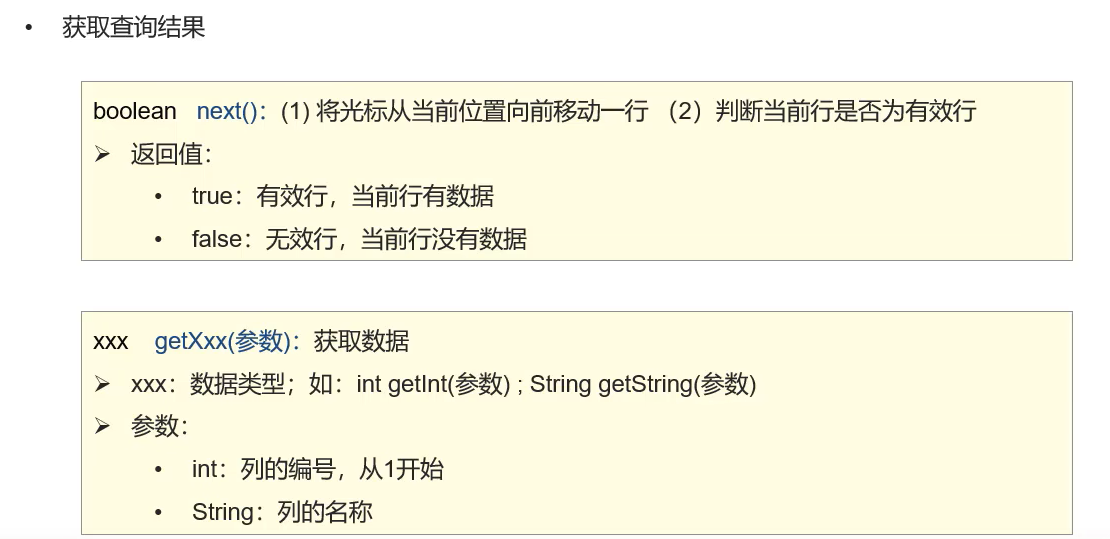 • 获取查询结果
boolean next()：(1) 将光标从当前位置向前移动一行 （2）判断当前行是否为有效行
➢ 返回值：
• true：有效行，当前行有数据
• false：无效行，当前行没有数据
xxx getXxx(参数)：获取数据
➢ xxx：数据类型；如：int getInt(参数) ; String getString(参数)
➢ 参数：
• int：列的编号，从1开始
• String：列的名称